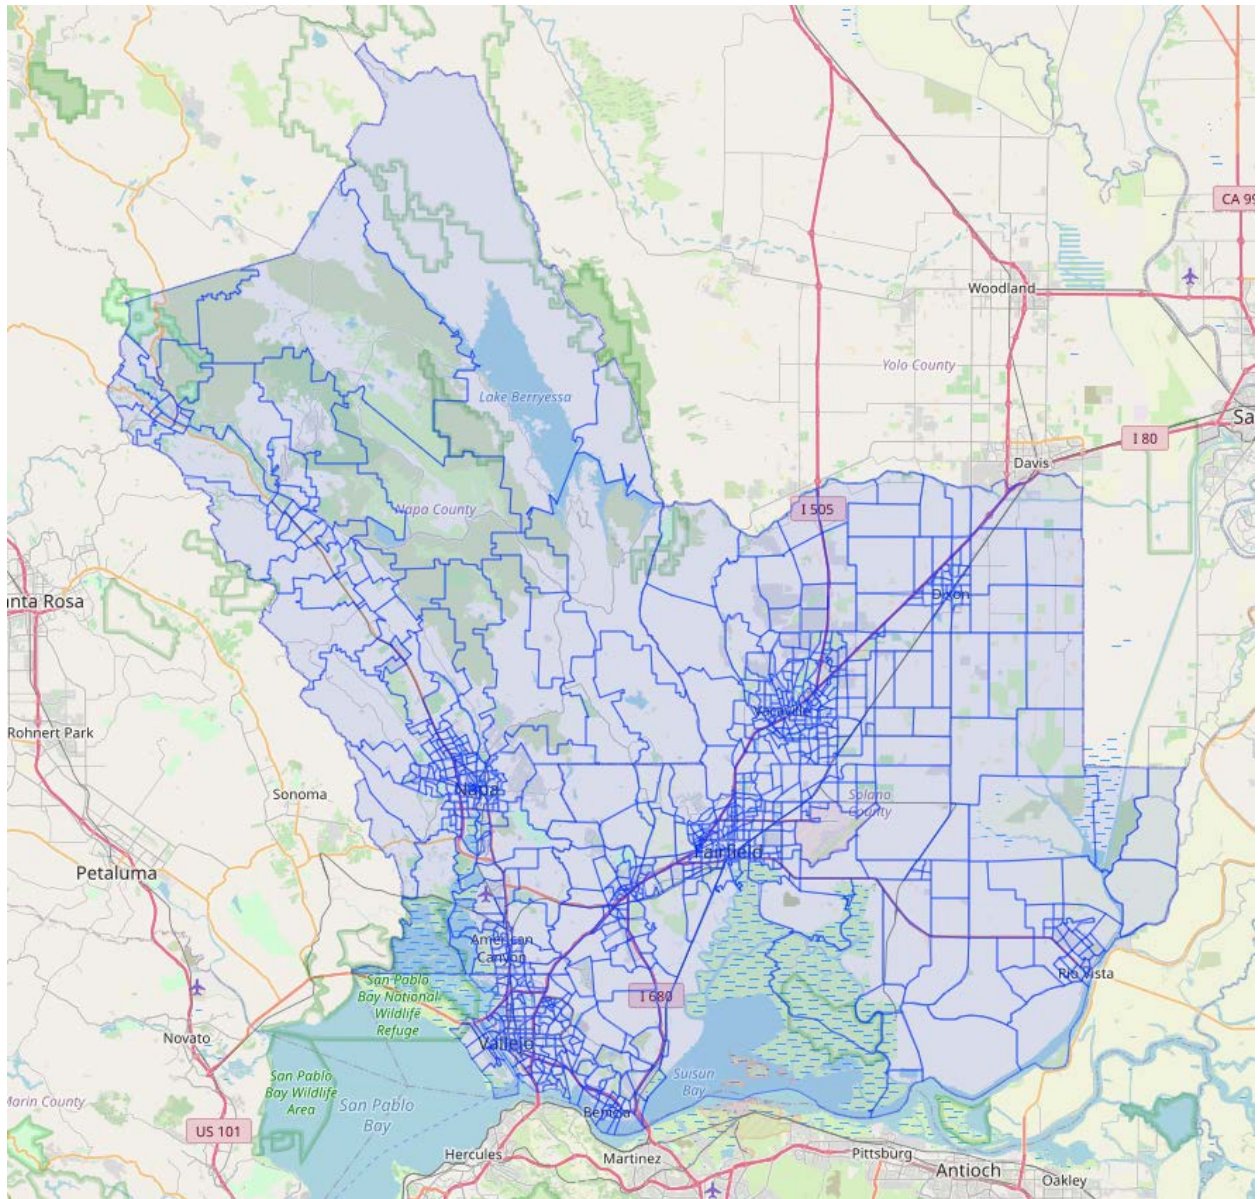 CA 99
Woodland
Yolo County
Lake Berryessa
Sa
I 80
Davis
I 505
Napa County
anta Rosa
Dixon
Rohnert Park
Vacaville
Napa
Sonoma
Solano
County
Fairfield
Petaluma
American
Canyon
Rio Vista
San Pablo
Bay National
Wildlife
Refuge
I 680
Novato
Vallejo
San Pablo
Bay Wildlife
Area
Suisun
Bay
Marin County
San Pablo
Bay
Benicia
US 101
Hercules
Martinez
Pittsburg
Antioch
Oakley